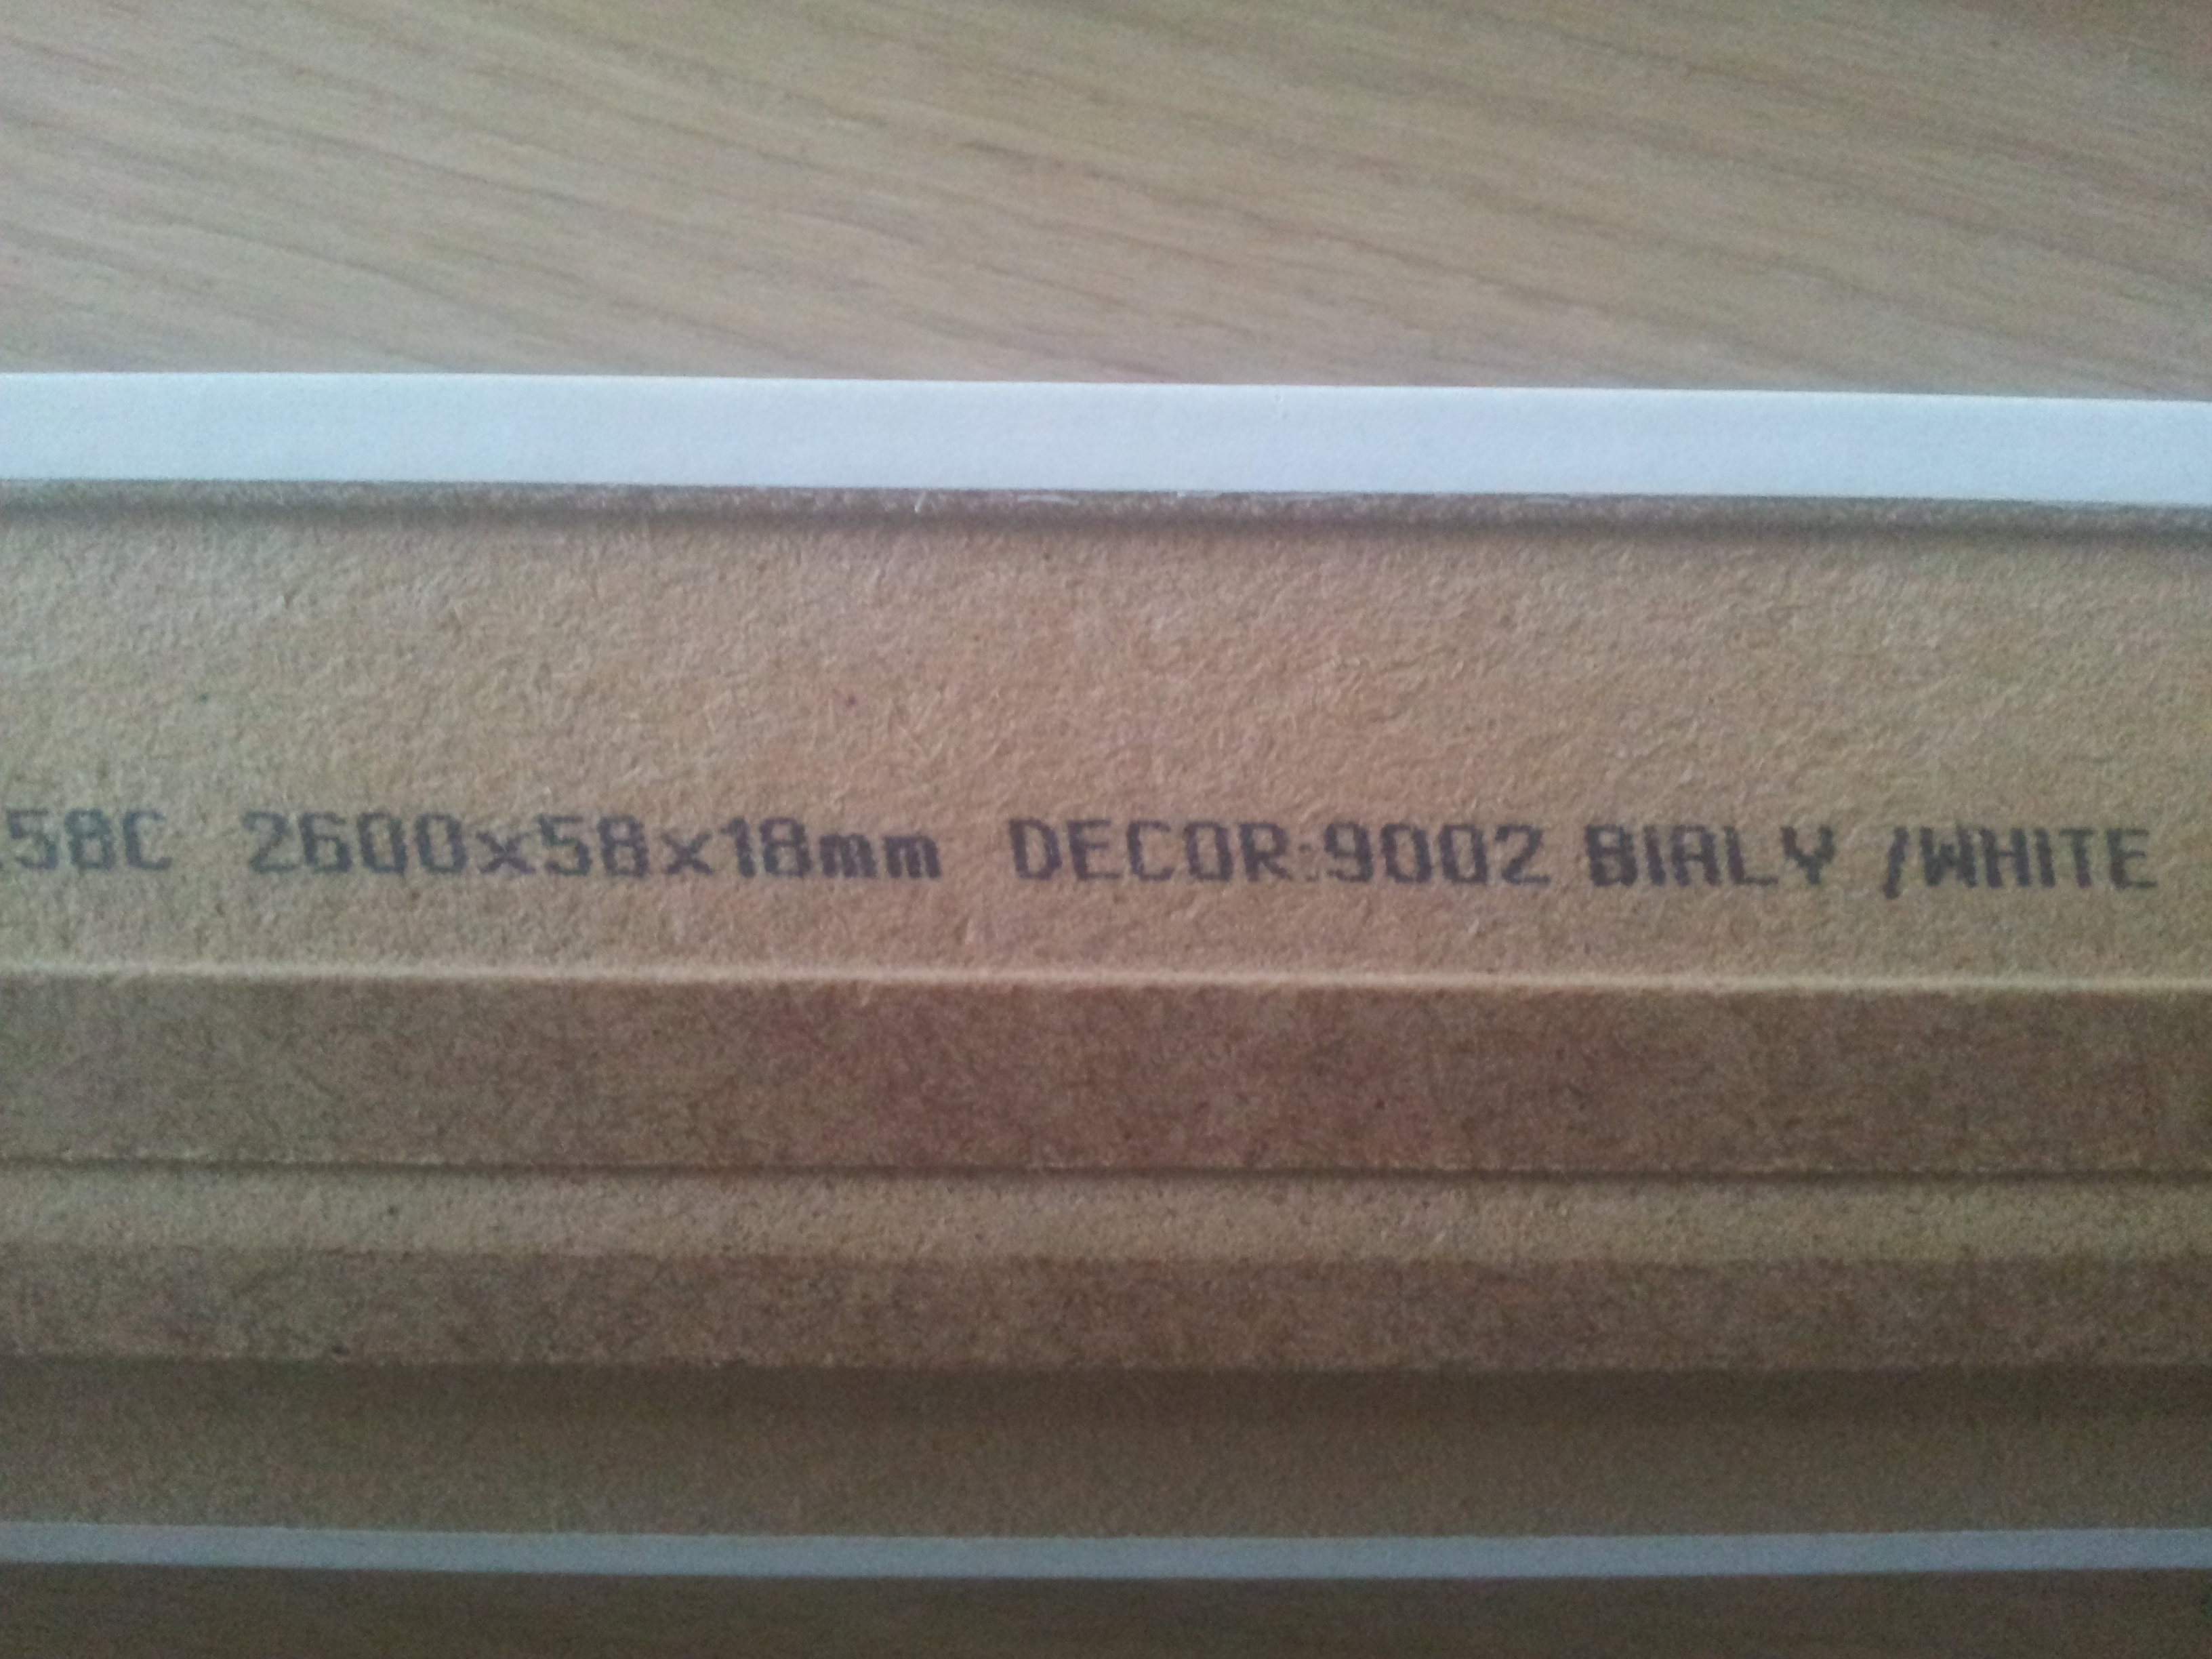 58C 2600x58x18mm DECOR:9002 BIALY /WHITE